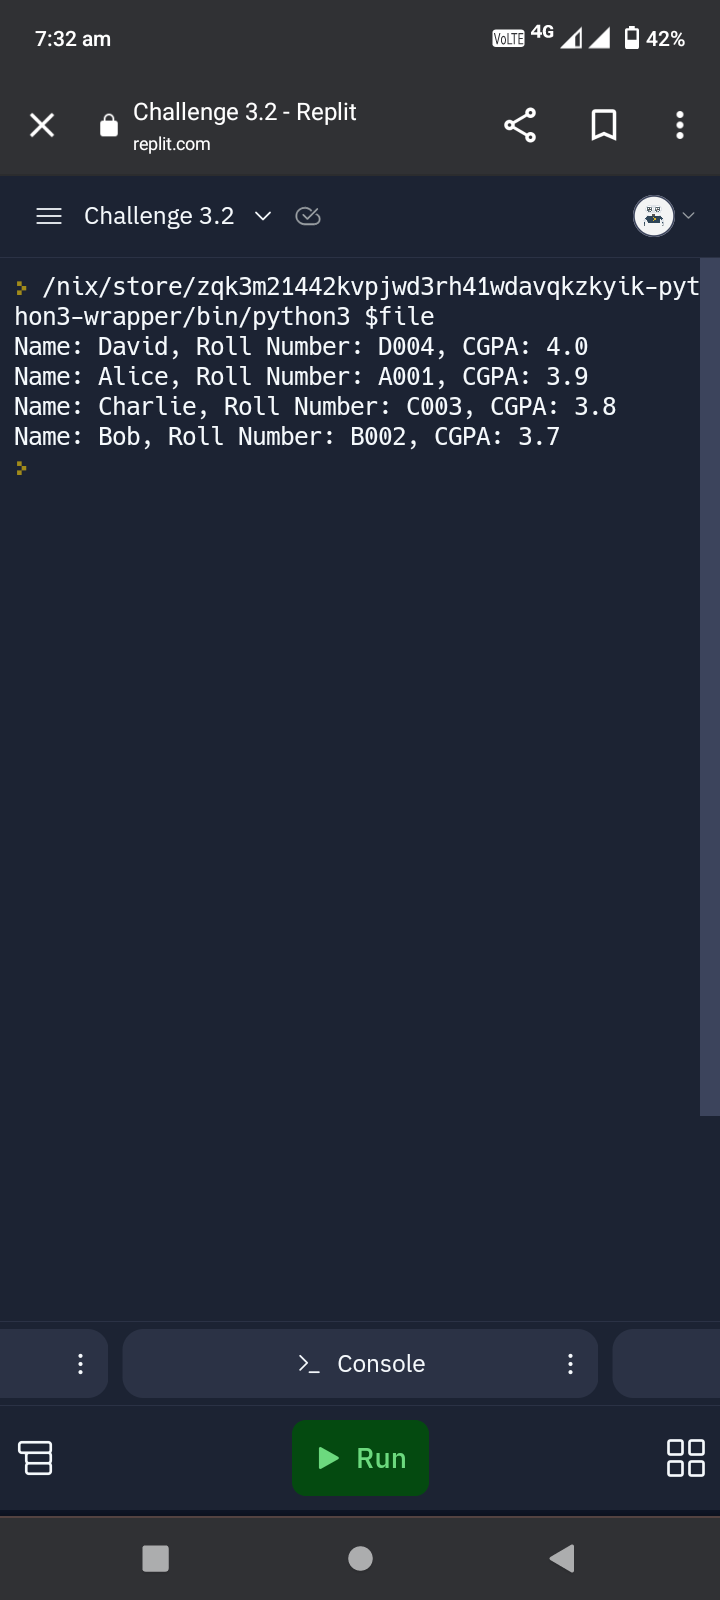 7:32 am
VoLTE 4G 42%
Challenge 3.2 - Replit
replit.com
Challenge 3.2
/nix/store/zqk3m21442kvpjwd3rh41wdavqkzkyik-pyt
hon3-wrapper/bin/python3 $file
Name: David, Roll Number: D004, CGPA: 4.0
Name: Alice, Roll Number: A001, CGPA: 3.9
Name: Charlie, Roll Number: C003, CGPA: 3.8
Name: Bob, Roll Number: B002, CGPA: 3.7
Console
Run